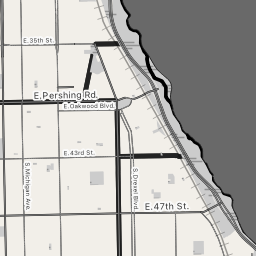 E. 35th St.
E. Pershing Rd.
E. Oakwood Blvd.
E. 43rd St.
S. Michigan Ave.
S. Drexel Blvd.
E. 47th St.